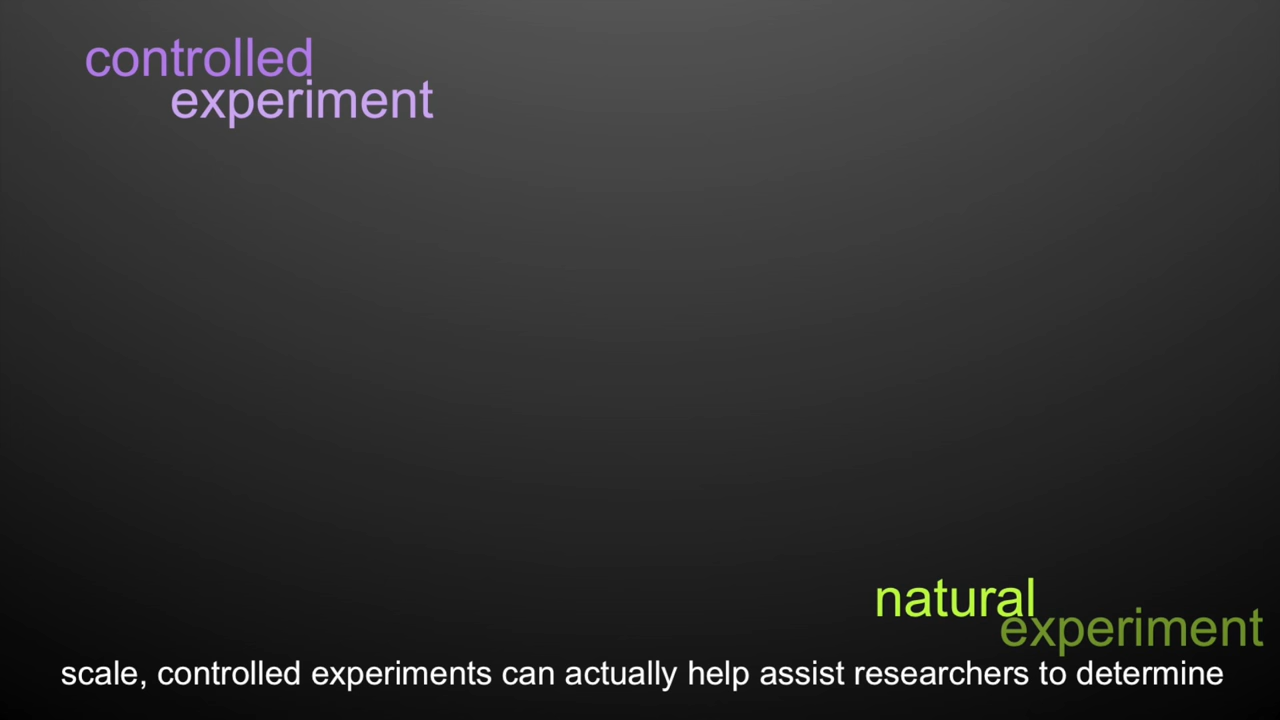 controlled
experiment
natural
experiment
scale, controlled experiments can actually help assist researchers to determine